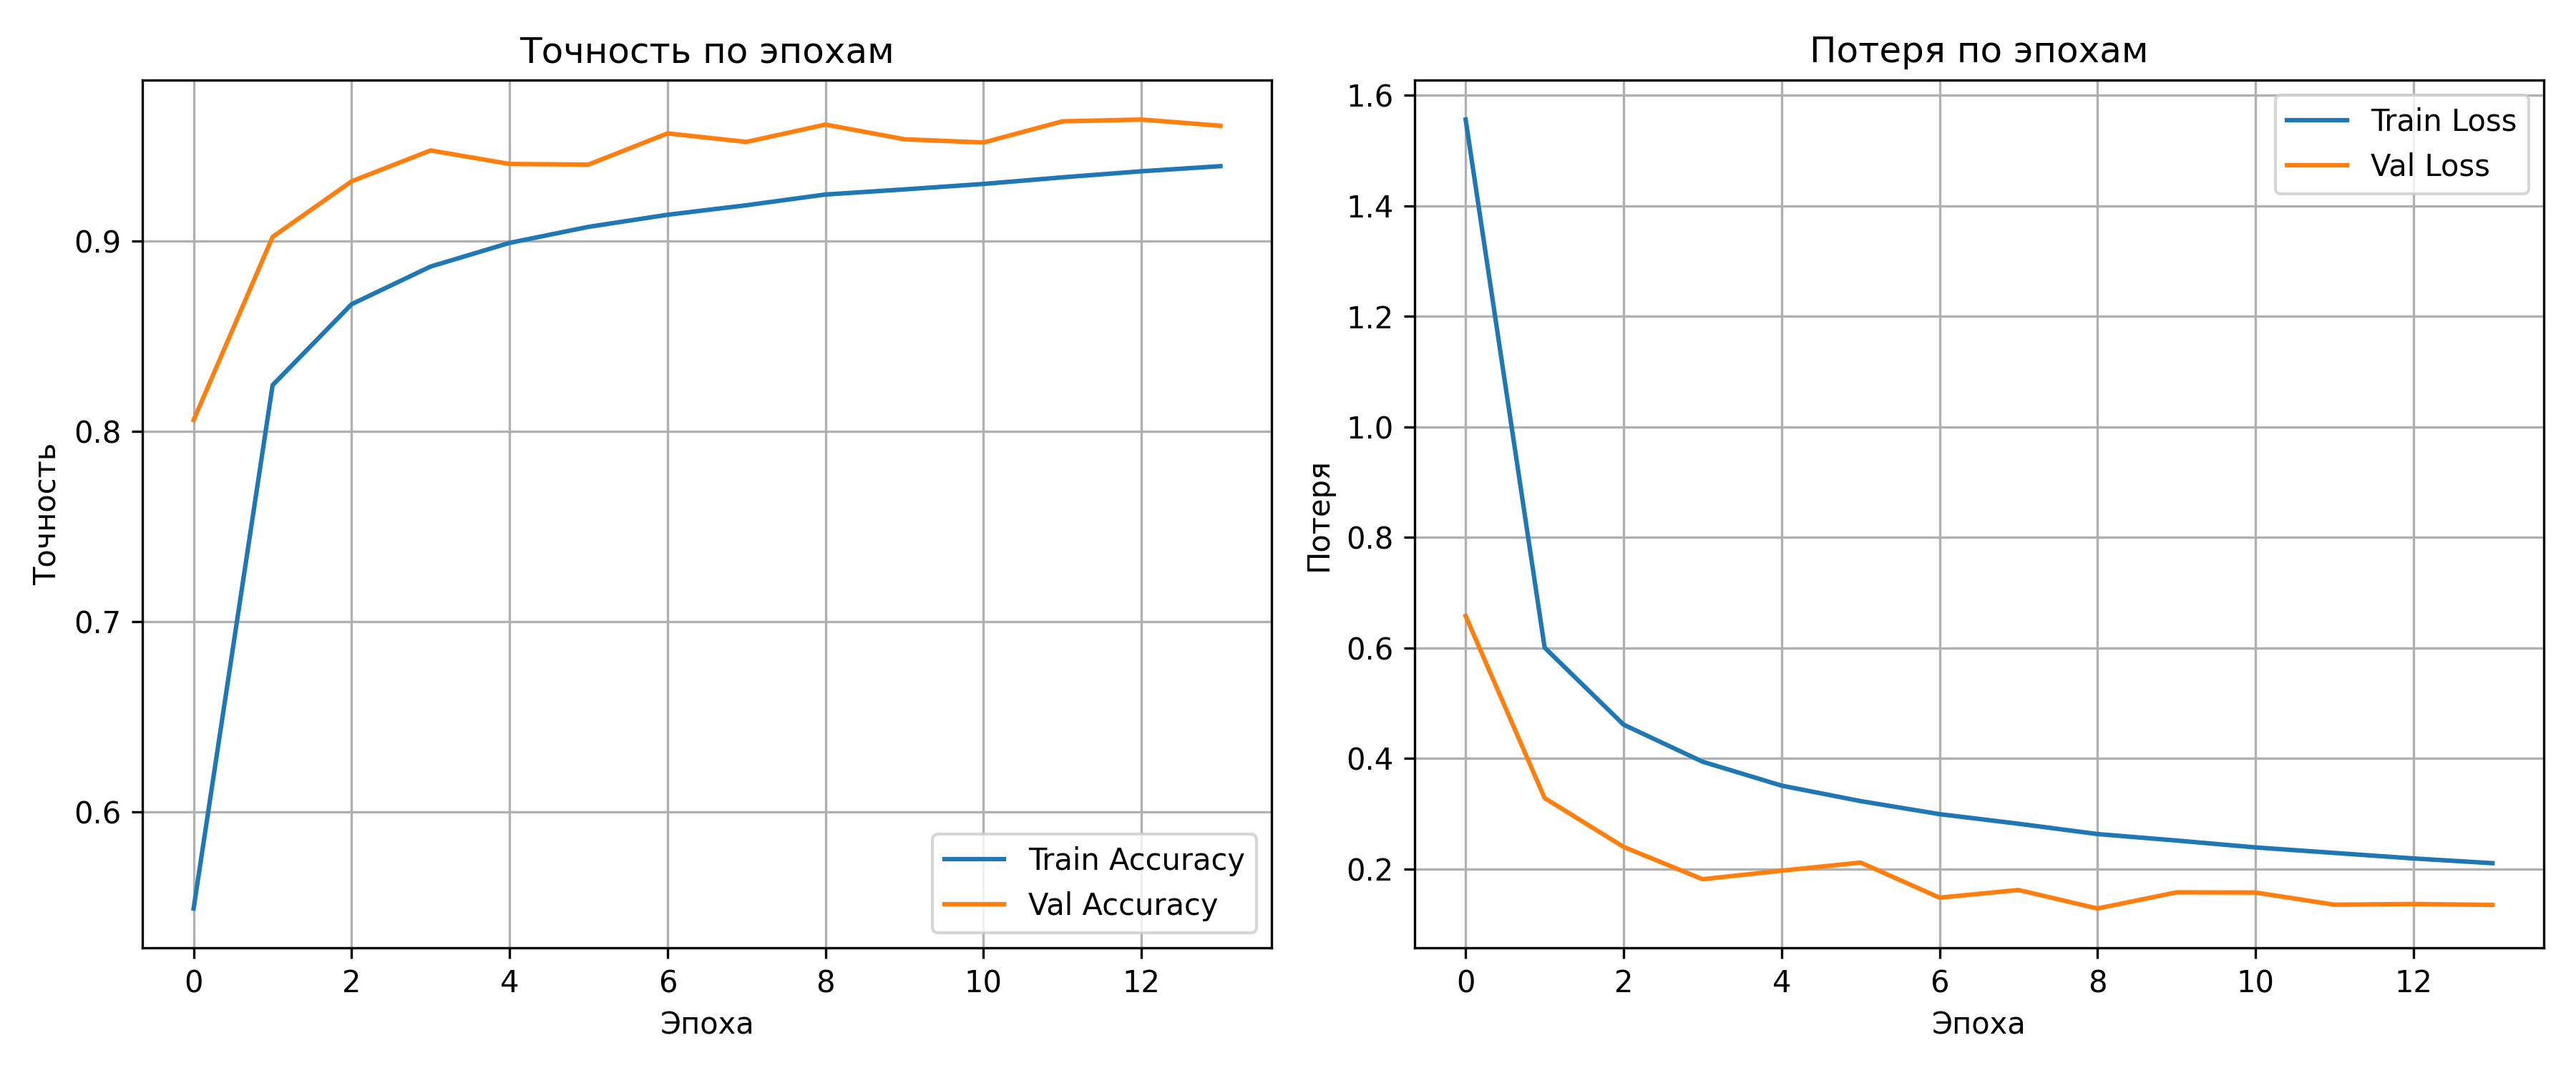 Точность по эпохам
Точность
0.9
0.8
0.7
0.6
0 2 4 6 8 10 12
Эпоха
Train Accuracy
Val Accuracy
Потеря по эпохам
Потеря
1.6
1.4
1.2
1.0
0.8
0.6
0.4
0.2
0 2 4 6 8 10 12
Эпоха
Train Loss
Val Loss